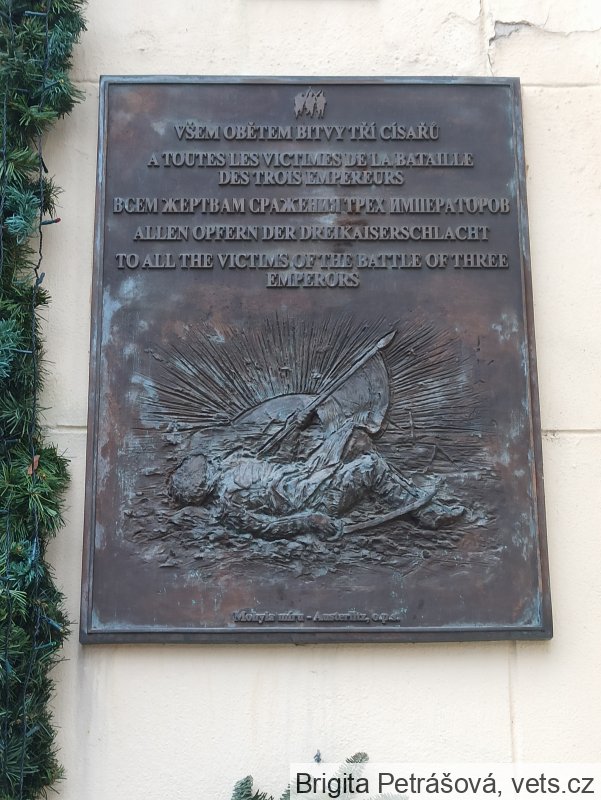 VŠEM OBĚTEM BITVY TŘÍ CÍSAŘŮ
A TOUTES LES VICTIMES DE LA BATAILLE
DES TROIS EMPEREURS
ВСЕМ ЖЕРТВАМ СРАЖЕНИЯ ТРЕХ ИМПЕРАТОРОВ
ALLEN OPFERN DER DREIKAISERSCHLACHT
TO ALL THE VICTIMS OF THE BATTLE OF THREE
EMPERORS
Mohyla míru - Austerlitz, o.p.s.
Brigita Petrášová, vets.cz